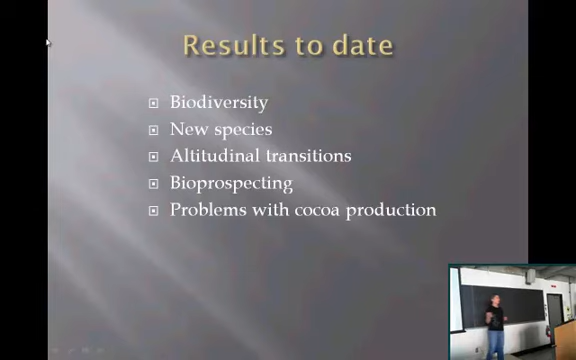 Results to date
Biodiversity
New species
Altitudinal transitions
Bioprospecting
Problems with cocoa production